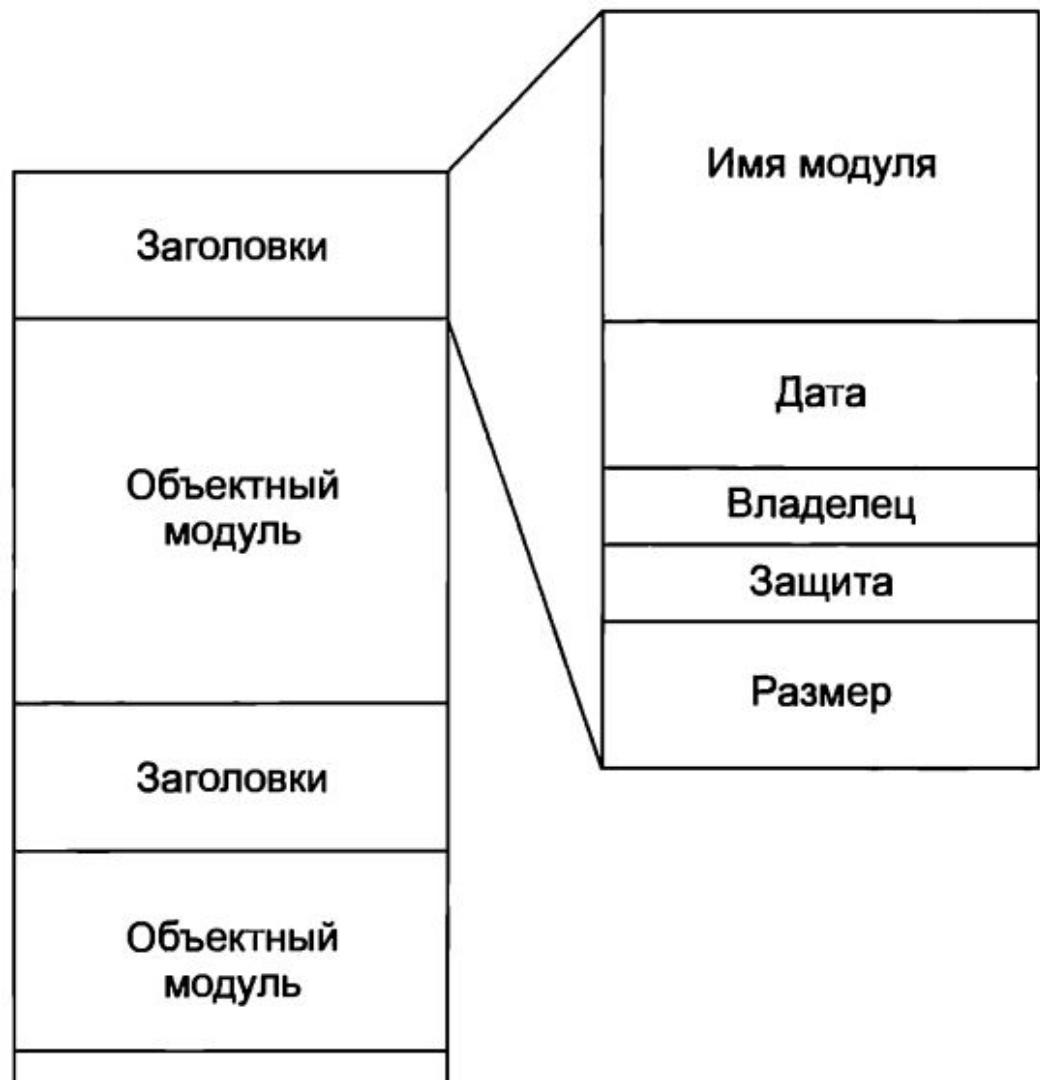 Заголовки
Объектный
модуль
Заголовки
Объектный
модуль
Имя модуля
Дата
Владелец
Защита
Размер